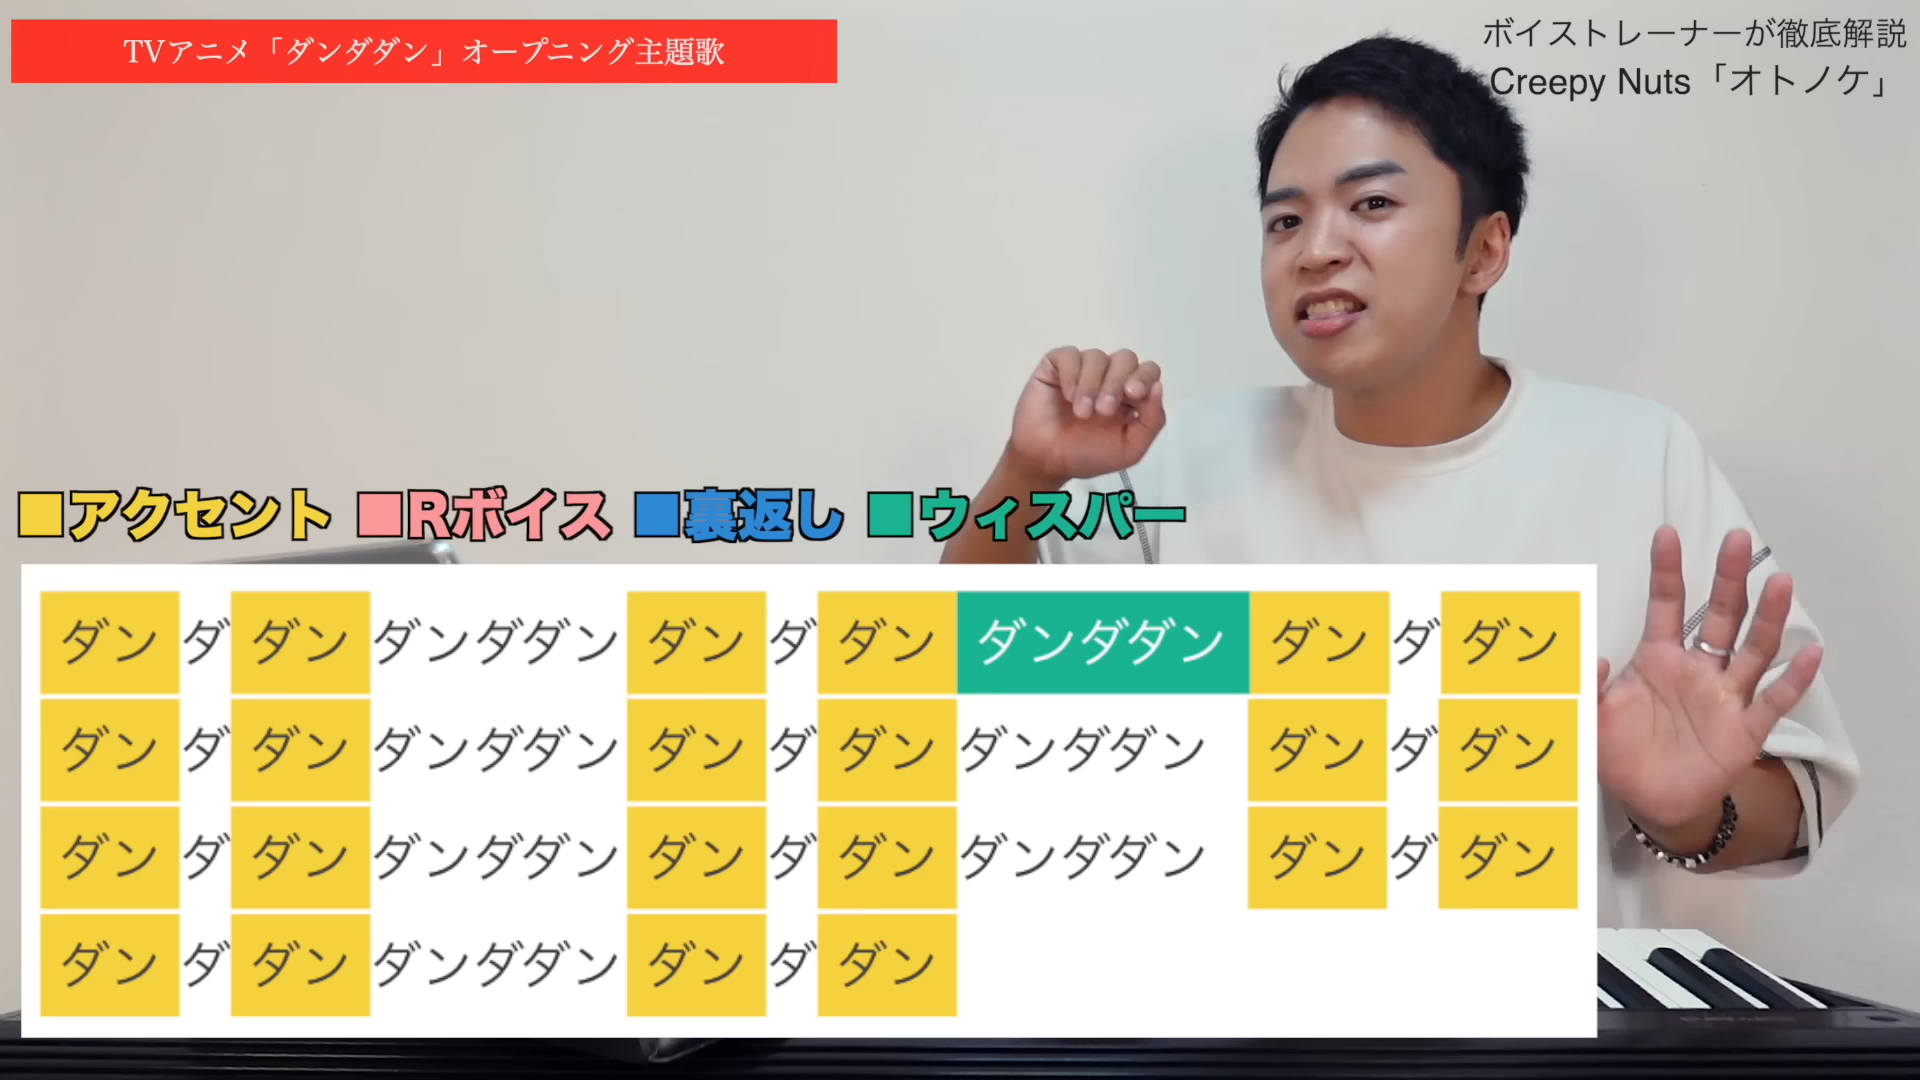 TVアニメ「ダンダダン」オープニング主題歌
ボイストレーナーが徹底解説
Creepy Nuts「オトノケ」
■アクセント ■Rボイス ■裏返し ■ウィスパー
ダン ダ ダン ダンダダン ダン ダ ダン ダンダダン ダン ダ ダン
ダン ダ ダン ダンダダン ダン ダ ダン ダンダダン ダン ダ ダン
ダン ダ ダン ダンダダン ダン ダ ダン ダンダダン ダン ダ ダン
ダン ダ ダン ダンダダン ダン ダ ダン